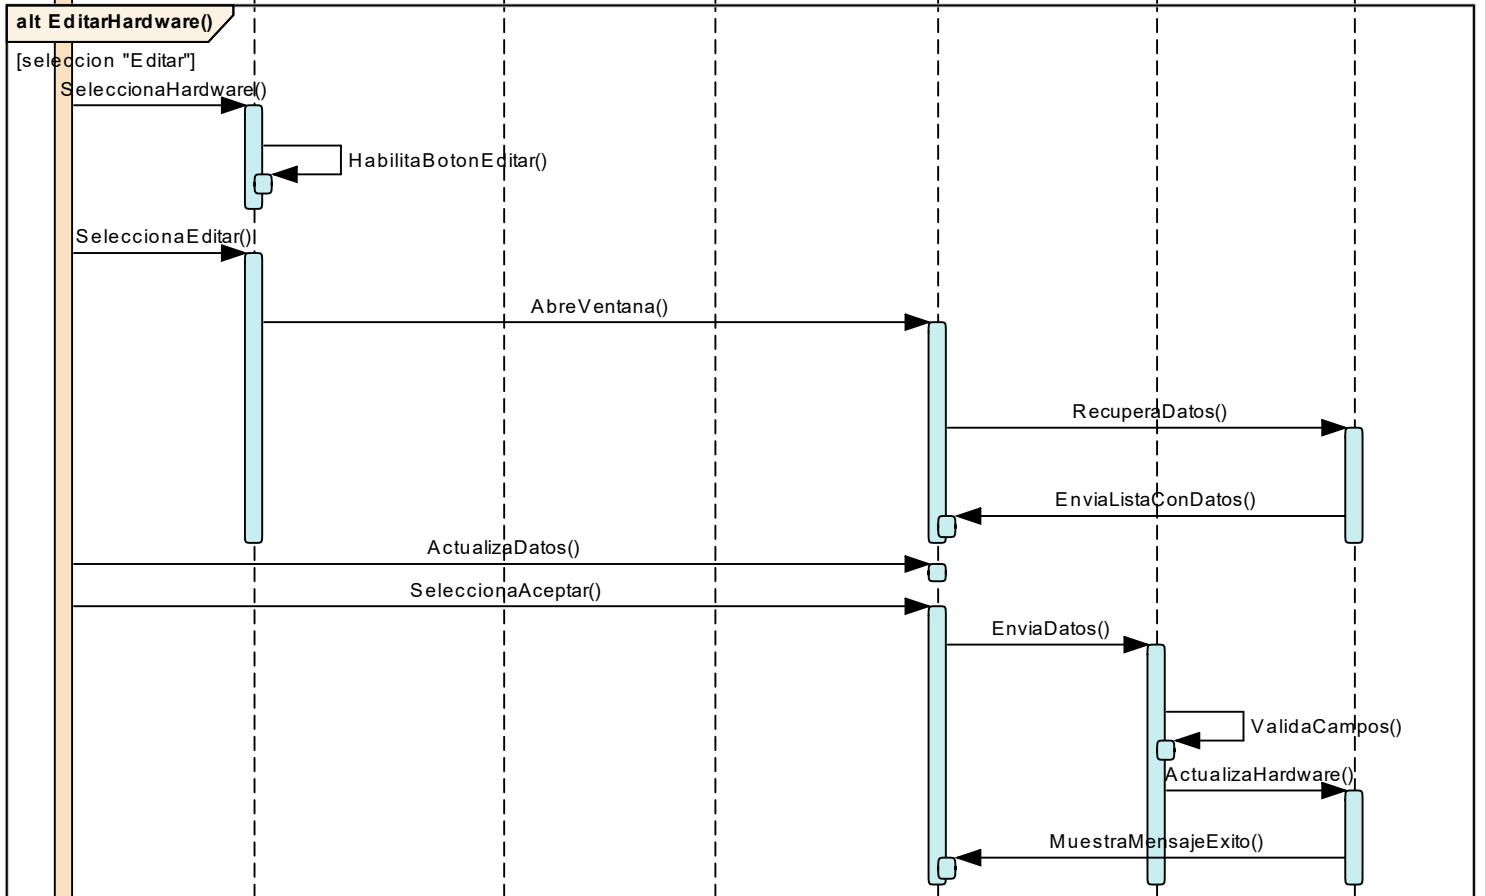 alt EditarHardware()
[seleccion "Editar"]
SeleccionaHardware()
HabilitaBotonEditar()
SeleccionaEditar()
AbreVentana()
RecuperaDatos()
EnviaListaConDatos()
ActualizaDatos()
SeleccionaAceptar()
EnviaDatos()
ValidaCampos()
ActualizaHardware()
MuestraMensajeExito()